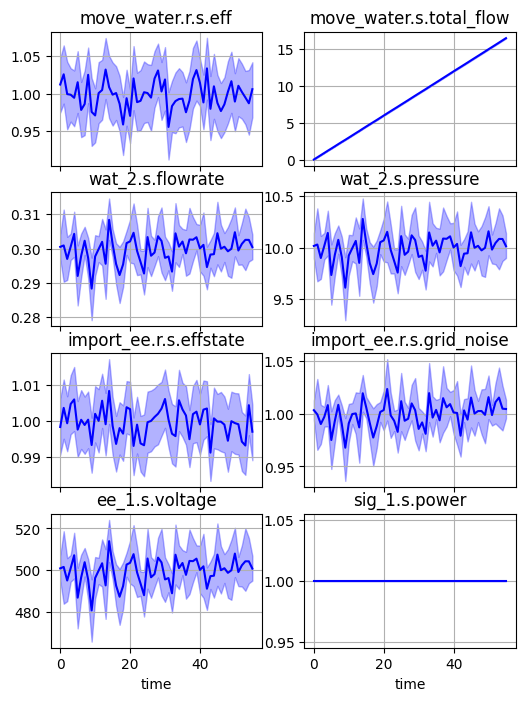 move_water.r.s.eff
move_water.s.total_flow
1.05
1.00
0.95
15
10
5
0
wat_2.s.flowrate
wat_2.s.pressure
0.31
0.30
0.29
0.28
10.5
10.0
9.5
import_ee.r.s.effstate
import_ee.r.s.grid_noise
1.01
1.00
0.99
1.05
1.00
0.95
ee_1.s.voltage
sig_1.s.power
520
500
480
1.05
1.00
0.95
0 20 40
0 20 40
time
time